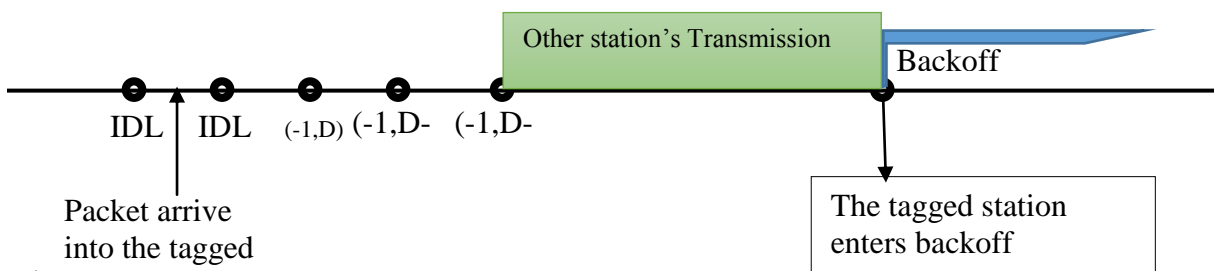 Other station’s Transmission
Backoff
IDL IDL (-1,D) (-1,D- (-1,D-
Packet arrive
into the tagged
The tagged station
enters backoff